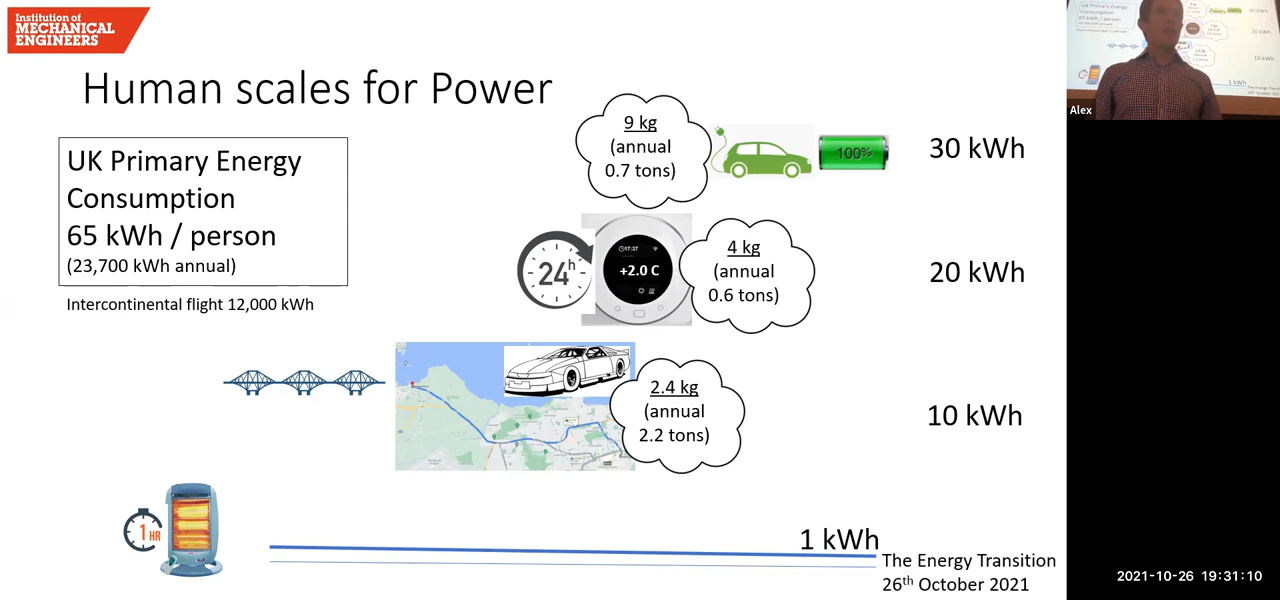 Institution of
MECHANICAL
ENGINEERS
Human scales for Power
UK Primary Energy
Consumption
65 kWh / person
(23,700 kWh annual)
Intercontinental flight 12,000 kWh
9 kg
(annual
0.7 tons)
100%
30 kWh
24h
17:37
+2.0 C
4 kg
(annual
0.6 tons)
20 kWh
2.4 kg
(annual
2.2 tons)
10 kWh
1 HR
1 kWh
The Energy Transition
26th October 2021
Alex
2021-10-26 19:31:10